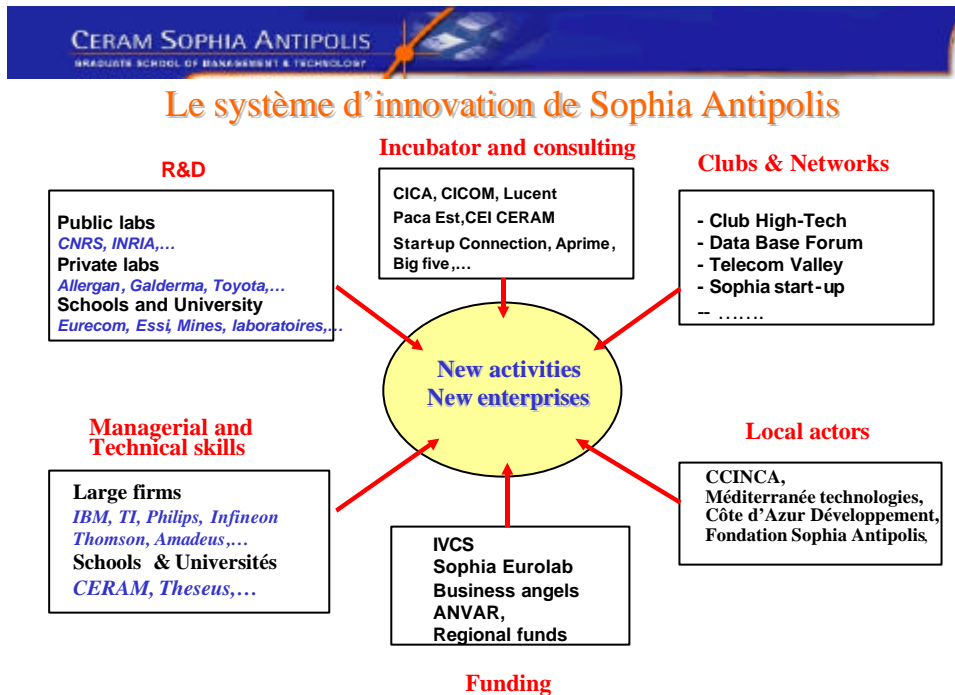 CERAM SOPHIA ANTIPOLIS
GRADUATE SCHOOL OF MANAGEMENT & TECHNOLOGY
Le système d'innovation de Sophia Antipolis
R&D
Public labs
CNRS, INRIA,…
Private labs
Allergan, Galderma, Toyota,…
Schools and University
Eurecom, Essi, Mines, laboratoires,…
Incubator and consulting
CICA, CICOM, Lucent
Paca Est,CEI CERAM
Start-up Connection, Aprime,
Big five,…
Clubs & Networks
- Club High-Tech
- Data Base Forum
- Telecom Valley
- Sophia start-up
-- …….
New activities
New enterprises
Managerial and
Technical skills
Large firms
IBM, TI, Philips, Infineon
Thomson, Amadeus,…
Schools & Universités
CERAM, Theseus,…
IVCS
Sophia Eurolab
Business angels
ANVAR,
Regional funds
Funding
Local actors
CCINCA,
Méditerranée technologies,
Côte d'Azur Développement,
Fondation Sophia Antipolis,